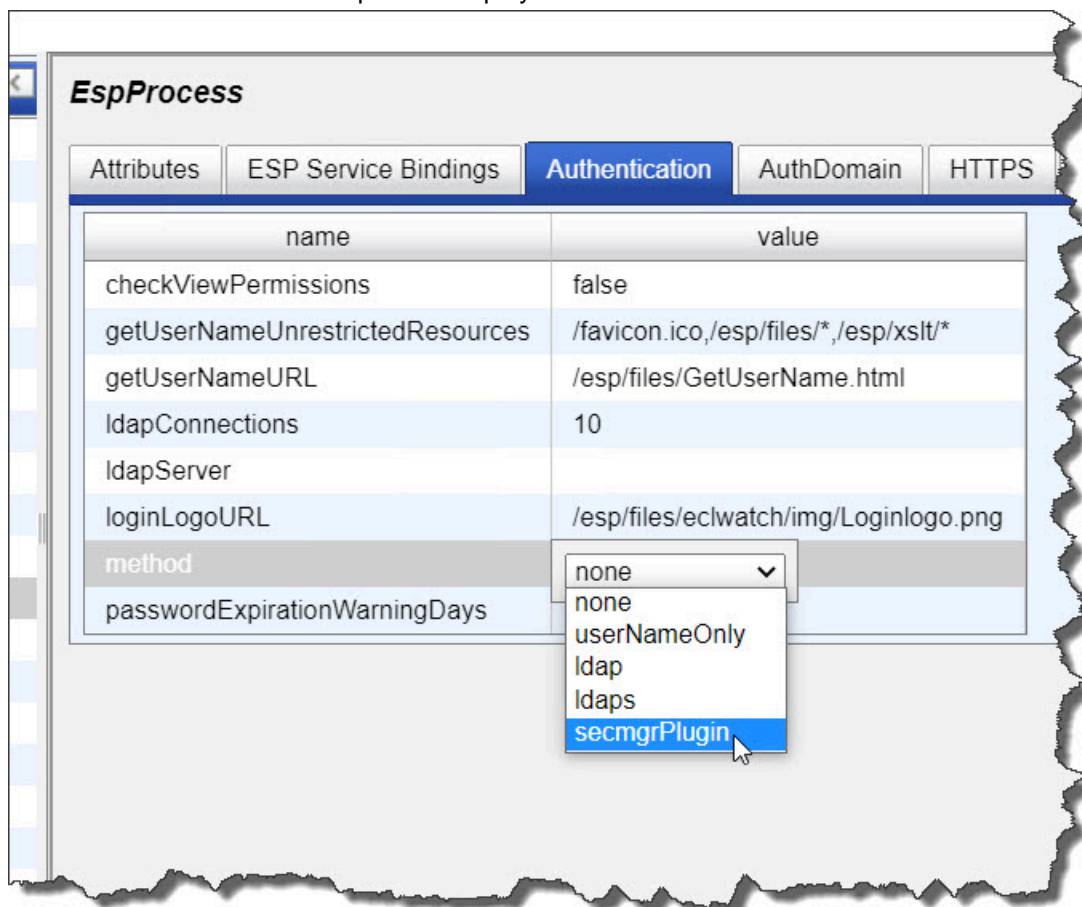 EspProcess
Attributes ESP Service Bindings Authentication AuthDomain HTTPS
name value
checkViewPermissions false
getUserNameUnrestrictedResources /favicon.ico,/esp/files/*,/esp/xslt/*
getUserNameURL /esp/files/GetUserName.html
ldapConnections 10
ldapServer
loginLogoURL /esp/files/eclwatch/img/Loginlogo.png
method none
passwordExpirationWarningDays
none
userNameOnly
ldap
ldaps
secmgrPlugin